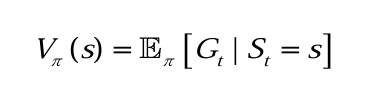 V_π(s) = 𝔼_π[G_t | S_t = s]